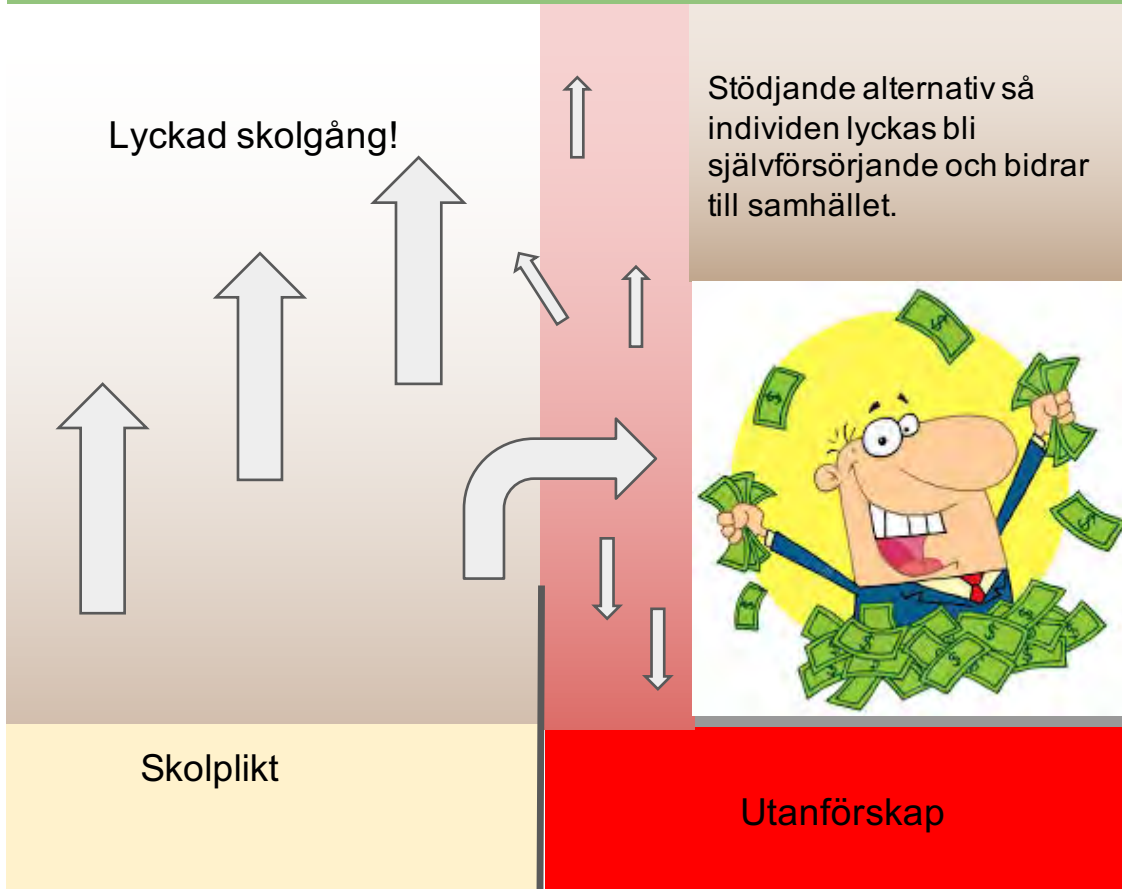 Lyckad skolgång!
Stödjande alternativ så
individen lyckas bli
självförsörjande och bidrar
till samhället.
Skolplikt
Utanförskap